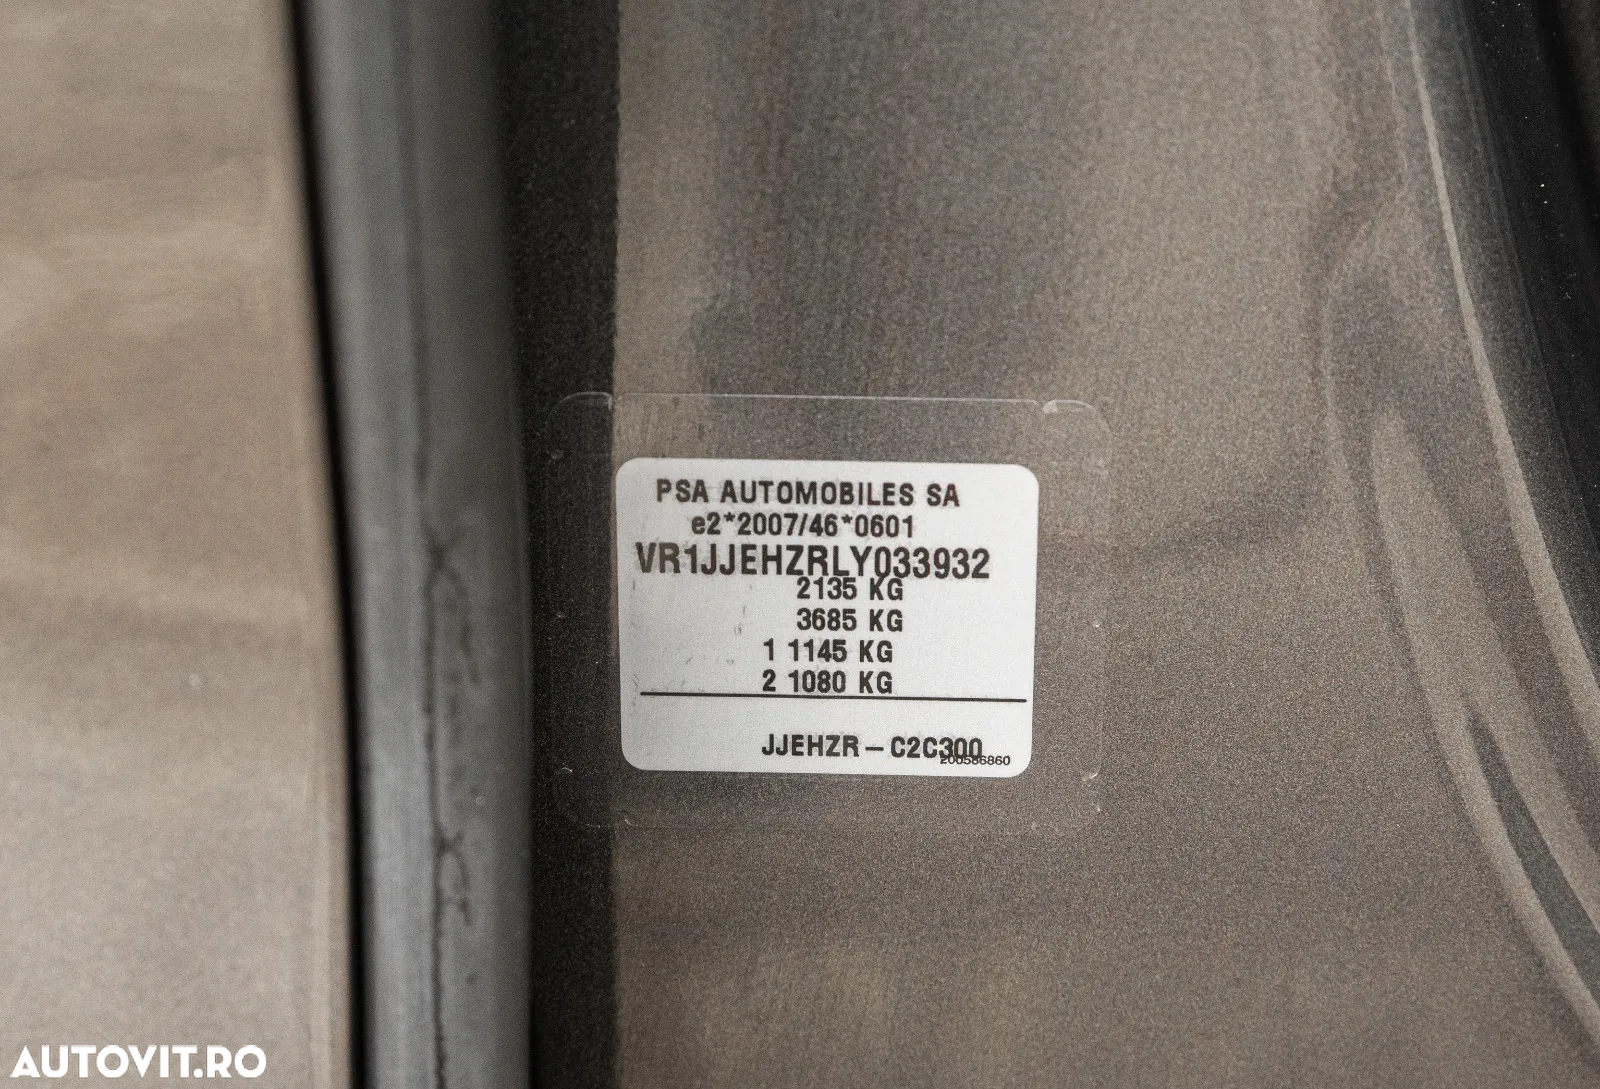 PSA AUTOMOBILES SA
e2*2007/46*0601
VR1JJEHZRLY033932
2135 KG
3685 KG
1 1145 KG
2 1080 KG
JJEHZR – C2C300
200586860
AUTOVIT.RO